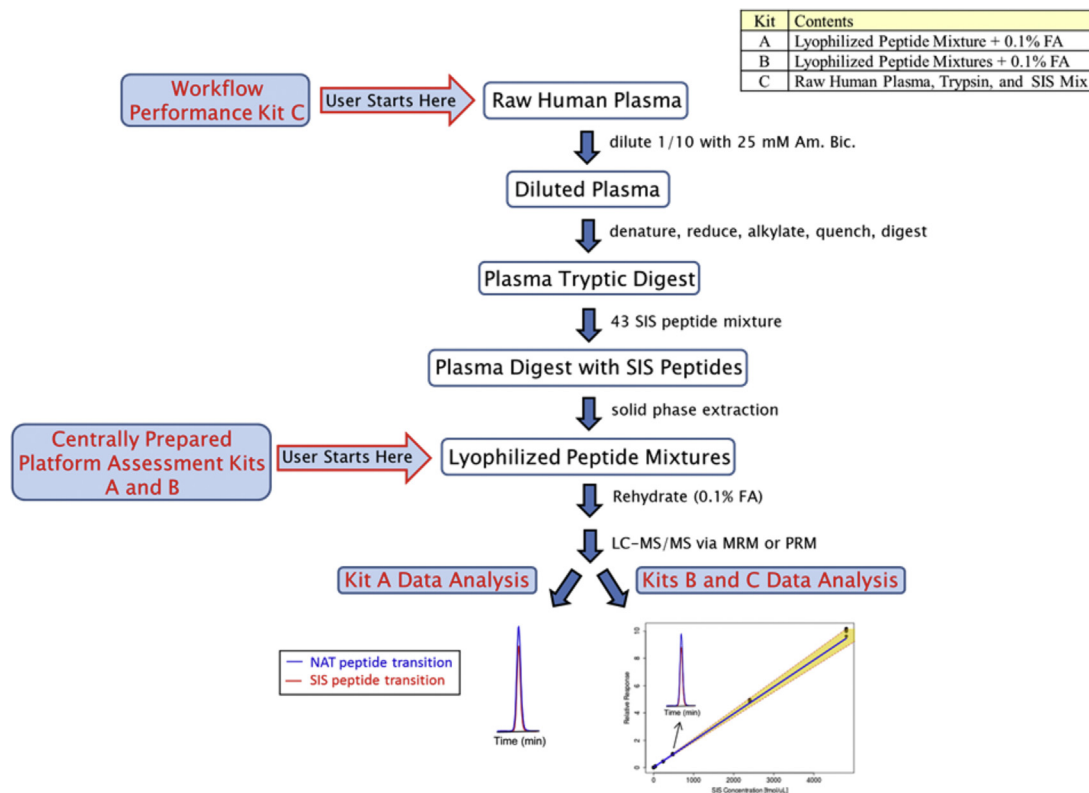 Kit Contents
A Lyophilized Peptide Mixture + 0.1% FA
B Lyophilized Peptide Mixtures + 0.1% FA
C Raw Human Plasma, Trypsin, and SIS Mix
Workflow
Performance Kit C
User Starts Here
Raw Human Plasma
dilute 1/10 with 25 mM Am. Bic.
Diluted Plasma
denature, reduce, alkylate, quench, digest
Plasma Tryptic Digest
43 SIS peptide mixture
Plasma Digest with SIS Peptides
solid phase extraction
Centrally Prepared
Platform Assessment Kits
A and B
User Starts Here
Lyophilized Peptide Mixtures
Rehydrate (0.1% FA)
LC-MS/MS via MRM or PRM
Kit A Data Analysis
Kits B and C Data Analysis
NAT peptide transition
SIS peptide transition
Time (min)
Relative Response
0 2 4 6 8 10
Time (min)
0 1000 2000 3000 4000
SIS Concentration [fmol/uL]